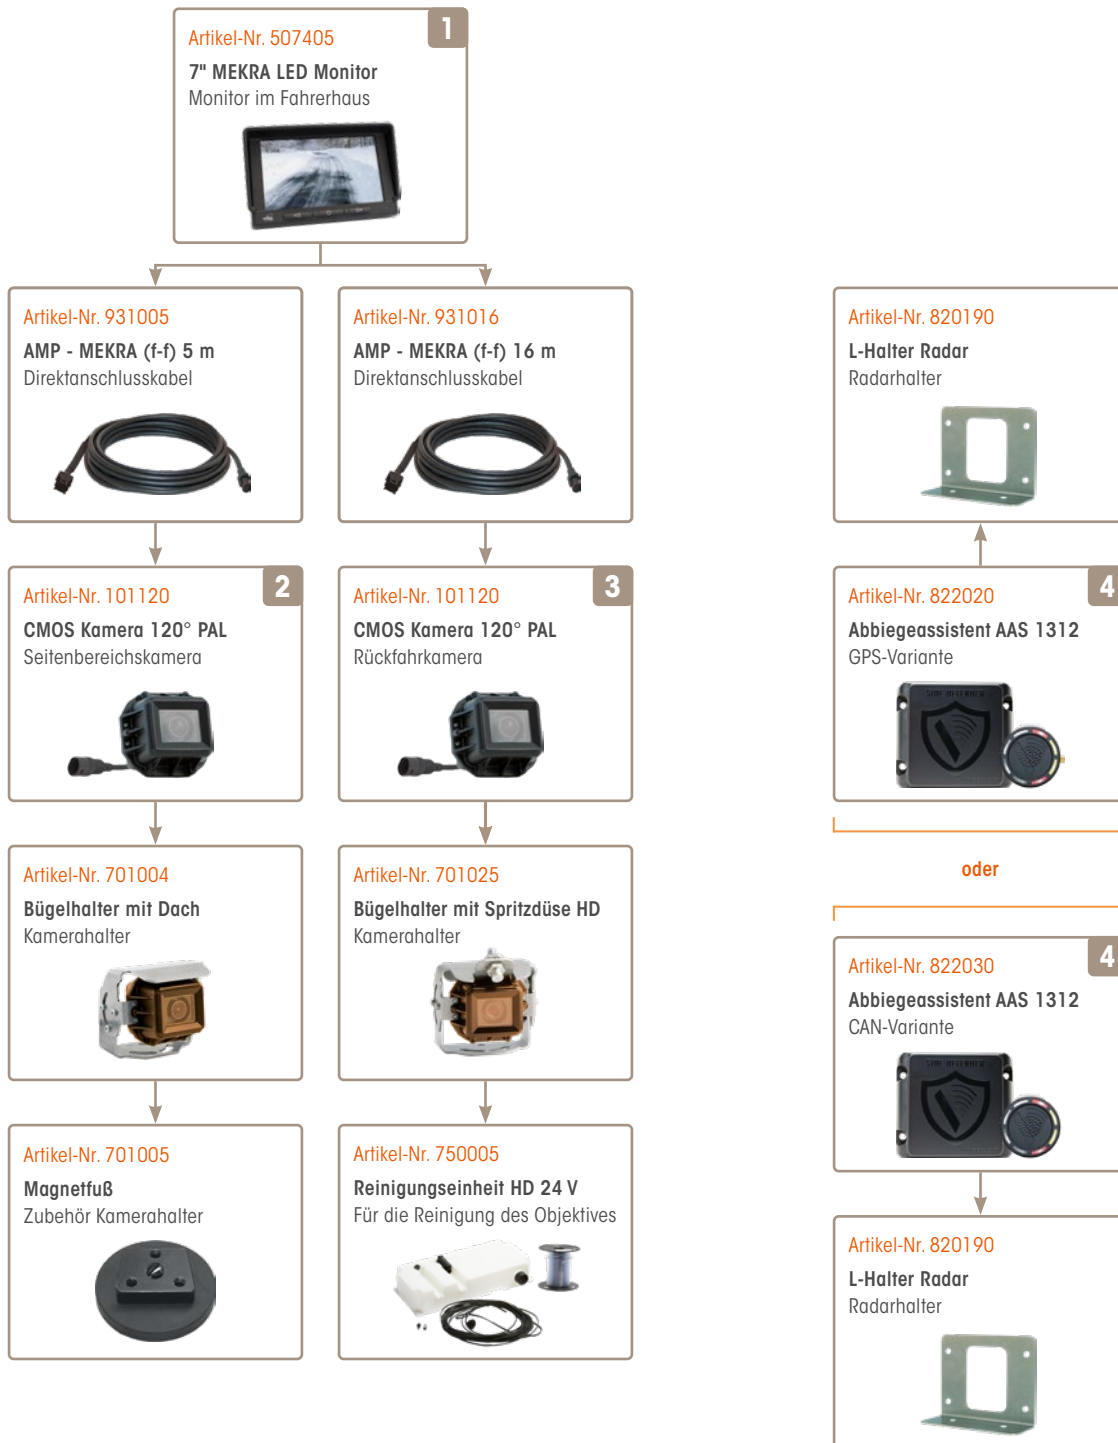 Artikel-Nr. 507405
1
7" MEKRA LED Monitor
Monitor im Fahrerhaus
Artikel-Nr. 931005
AMP - MEKRA (f-f) 5 m
Direktanschlusskabel
Artikel-Nr. 931016
AMP - MEKRA (f-f) 16 m
Direktanschlusskabel
Artikel-Nr. 820190
L-Halter Radar
Radarhalter
Artikel-Nr. 101120
2
CMOS Kamera 120° PAL
Seitenbereichskamera
Artikel-Nr. 101120
3
CMOS Kamera 120° PAL
Rückfahrkamera
Artikel-Nr. 822020
4
Abbiegeassistent AAS 1312
GPS-Variante
SIDE DEFENDER
oder
Artikel-Nr. 701004
Bügelhalter mit Dach
Kamerahalter
Artikel-Nr. 701025
Bügelhalter mit Spritzdüse HD
Kamerahalter
Artikel-Nr. 822030
4
Abbiegeassistent AAS 1312
CAN-Variante
SIDE DEFENDER
Artikel-Nr. 701005
Magnetfuß
Zubehör Kamerahalter
Artikel-Nr. 750005
Reinigungseinheit HD 24 V
Für die Reinigung des Objektives
Artikel-Nr. 820190
L-Halter Radar
Radarhalter